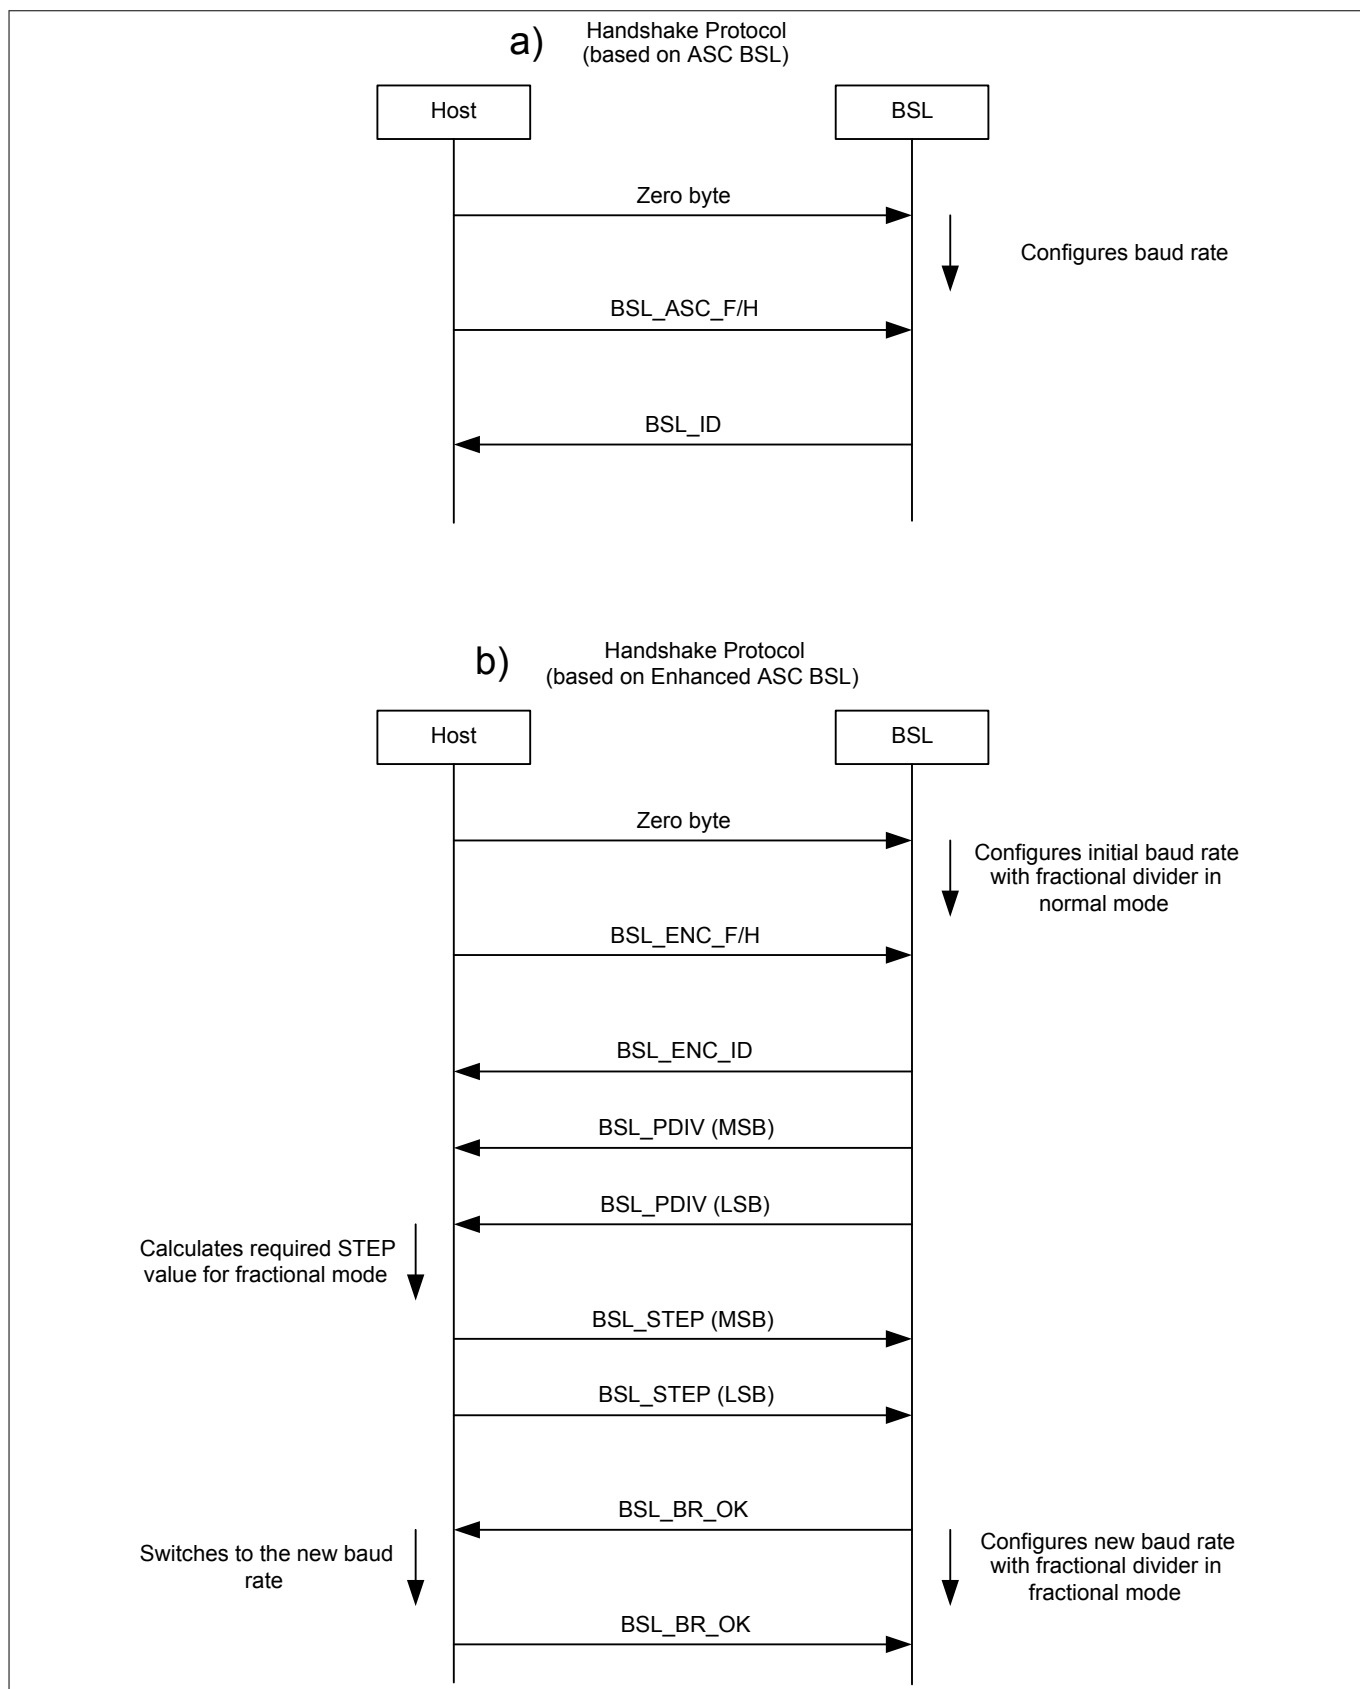 a) Handshake Protocol
(based on ASC BSL)
Host
BSL
Zero byte
Configures baud rate
BSL_ASC_F/H
BSL_ID
b) Handshake Protocol
(based on Enhanced ASC BSL)
Host
BSL
Zero byte
Configures initial baud rate
with fractional divider in
normal mode
BSL_ENC_F/H
BSL_ENC_ID
BSL_PDIV (MSB)
BSL_PDIV (LSB)
Calculates required STEP
value for fractional mode
BSL_STEP (MSB)
BSL_STEP (LSB)
BSL_BR_OK
Switches to the new baud
rate
Configures new baud rate
with fractional divider in
fractional mode
BSL_BR_OK